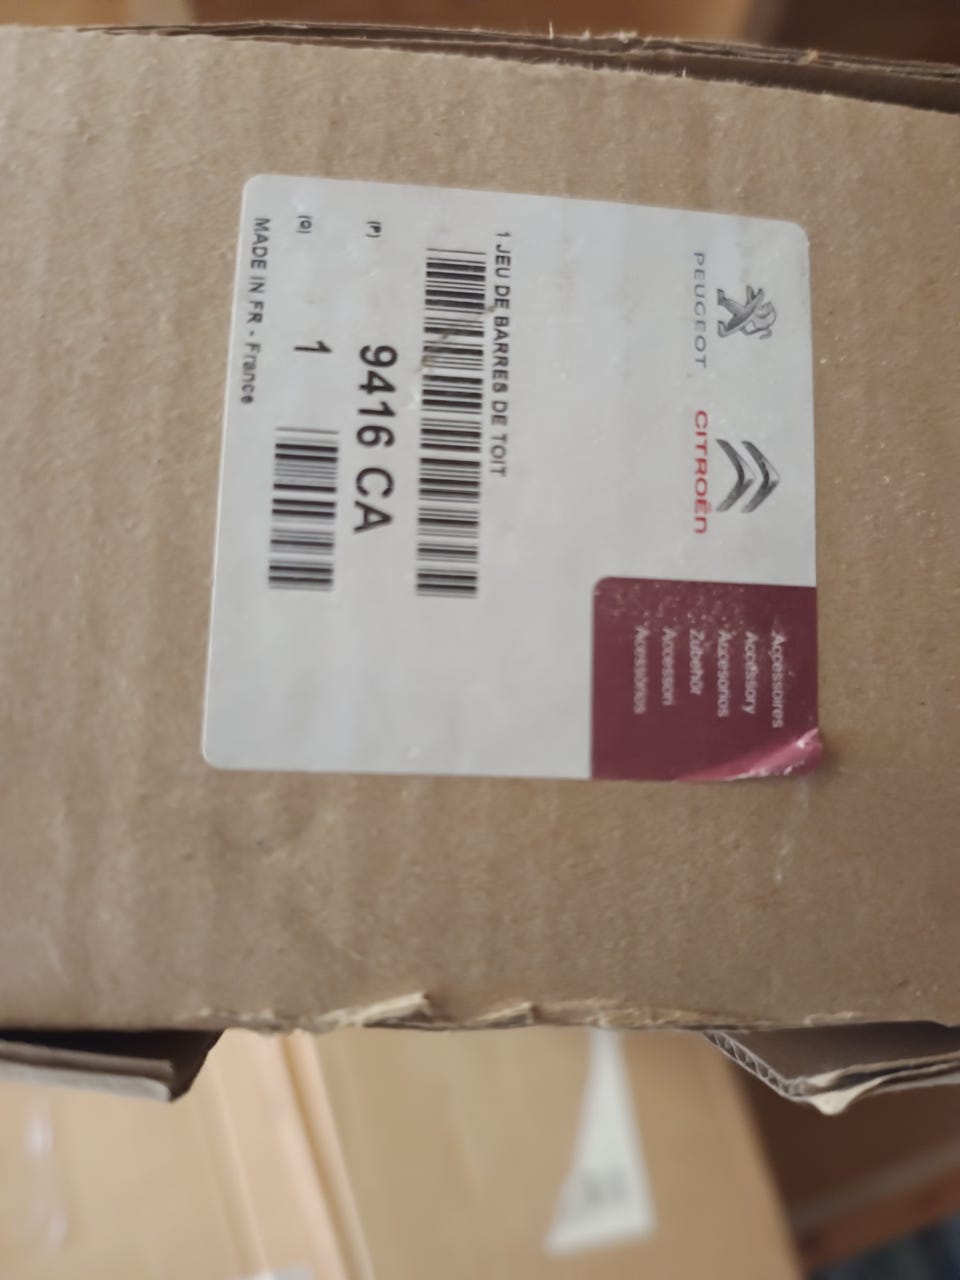 PEUGEOT
CITROËN
Accessoires
Accessory
Accesorios
Zubehör
Accessori
Acessórios
1 JEU DE BARRES DE TOIT
(P)
9416 CA
(Q)
1
MADE IN FR - France